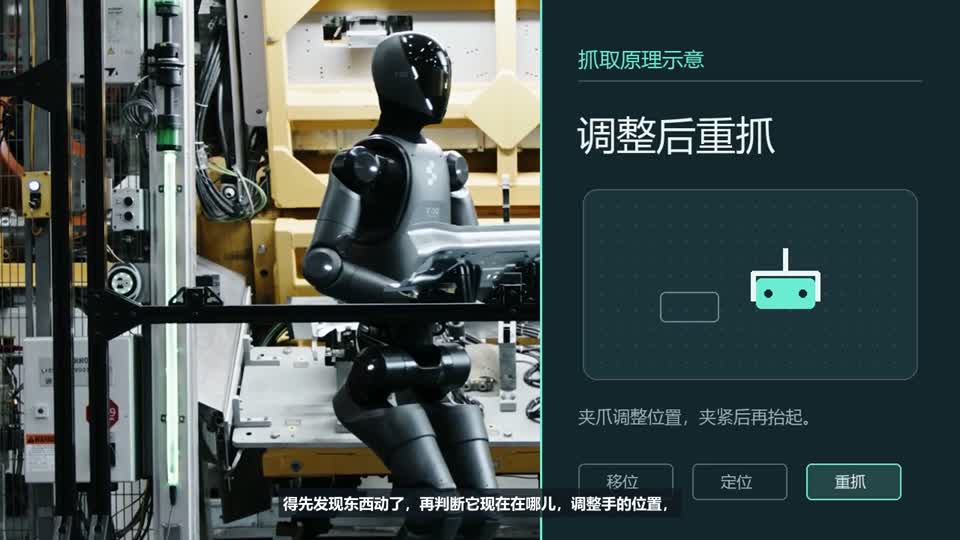 抓取原理示意
调整后重抓
夹爪调整位置，夹紧后再抬起。
移位
定位
重抓
得先发现东西动了，再判断它现在在哪儿，调整手的位置，